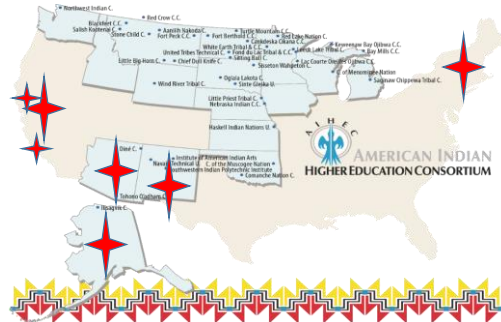 Northwest Indian C.
Red Crow C.C.
Blackfeet C.C.
Salish Kootenai C.
Stone Child C.
Aaniiih Nakoda C.
Fort Peck C.C.
Fort Berthold C.C.
Turtle Mountain C.C.
Cankdeska Cikana C.C.
Red Lake Nation C.
White Earth Tribal & C.C.
Leech Lake Tribal C.
Keweenaw Bay Ojibwa C.C.
Bay Mills C.C.
United Tribes Technical C.
Fond du Lac Tribal & C.C.
Little Big Horn C.
Chief Dull Knife C.
Sitting Bull C.
Lac Courte Oreilles Ojibwa C.C.
Sisseton Wahpeton C.
C. of Menominee Nation
Saginaw Chippewa Tribal C.
Wind River Tribal C.
Oglala Lakota C.
Sinte Gleska U.
Little Priest Tribal C.
Nebraska Indian C.C.
Haskell Indian Nations U.
AIHEC
AMERICAN INDIAN
HIGHER EDUCATION CONSORTIUM
Diné C.
Institute of American Indian Arts
Navajo Technical U.
C. of the Muscogee Nation
Southwestern Indian Polytechnic Institute
Comanche Nation C.
Tohono O'odham C.
Ilisagvik C.